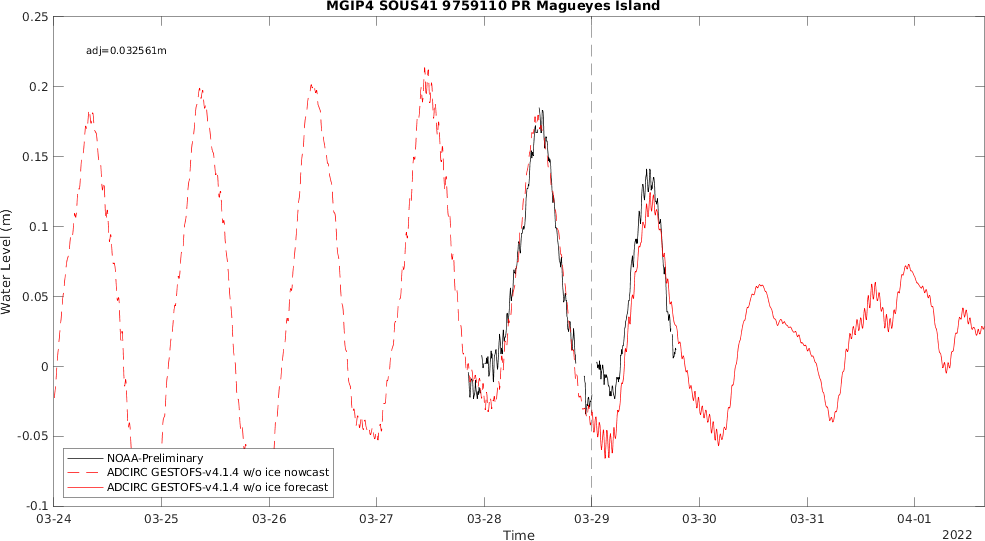 MGIP4 SOUS41 9759110 PR Magueyes Island
0.25
adj=0.032561m
0.2
0.15
0.1
0.05
0
-0.05
-0.1
Water Level (m)
NOAA-Preliminary
ADCIRC GESTOFS-v4.1.4 w/o ice nowcast
ADCIRC GESTOFS-v4.1.4 w/o ice forecast
03-24 03-25 03-26 03-27 03-28 03-29 03-30 03-31 04-01
Time
2022